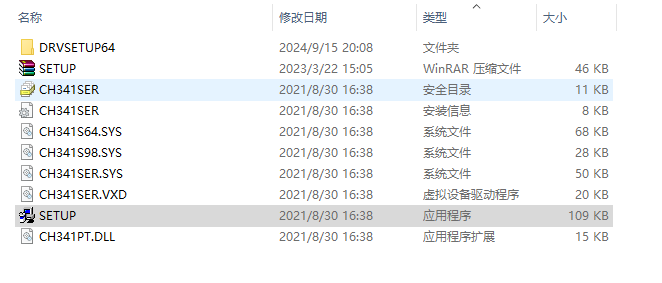 名称 修改日期 类型 大小
DRVSETUP64 2024/9/15 20:08 文件夹
SETUP 2023/3/22 15:05 WinRAR 压缩文件 46 KB
CH341SER 2021/8/30 16:38 安全目录 11 KB
CH341SER 2021/8/30 16:38 安装信息 8 KB
CH341S64.SYS 2021/8/30 16:38 系统文件 68 KB
CH341S98.SYS 2021/8/30 16:38 系统文件 28 KB
CH341SER.SYS 2021/8/30 16:38 系统文件 50 KB
CH341SER.VXD 2021/8/30 16:38 虚拟设备驱动程序 20 KB
SETUP 2021/8/30 16:38 应用程序 109 KB
CH341PT.DLL 2021/8/30 16:38 应用程序扩展 15 KB